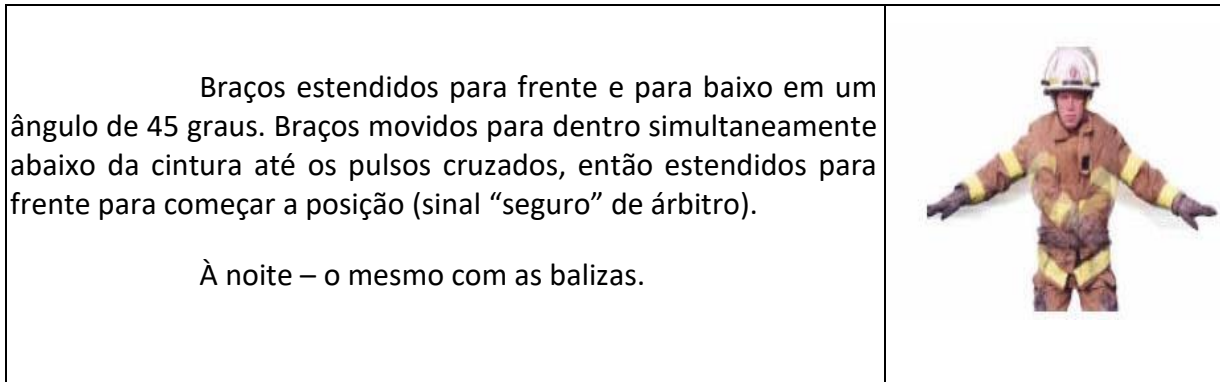 Braços estendidos para frente e para baixo em um
ângulo de 45 graus. Braços movidos para dentro simultaneamente
abaixo da cintura até os pulsos cruzados, então estendidos para
frente para começar a posição (sinal “seguro” de árbitro).
À noite – o mesmo com as balizas.